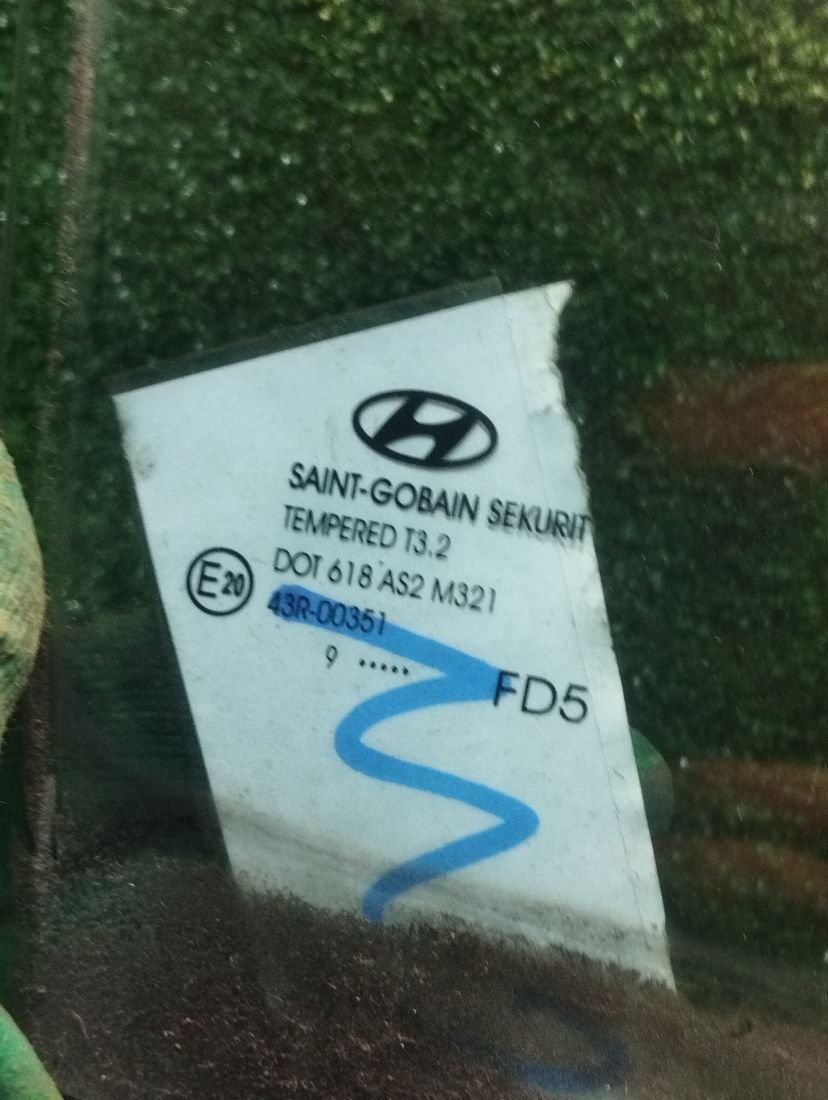 SAINT-GOBAIN SEKURIT
TEMPERED T3.2
DOT 618 AS2 M321
E20
43R-00351
9 •••••
FD5